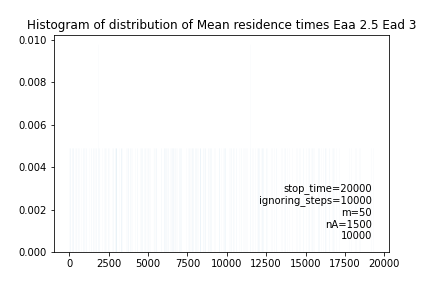 Histogram of distribution of Mean residence times Eaa 2.5 Ead 3
0.010
0.008
0.006
0.004
0.002
0.000
stop_time=20000
ignoring_steps=10000
m=50
nA=1500
10000
0 2500 5000 7500 10000 12500 15000 17500 20000